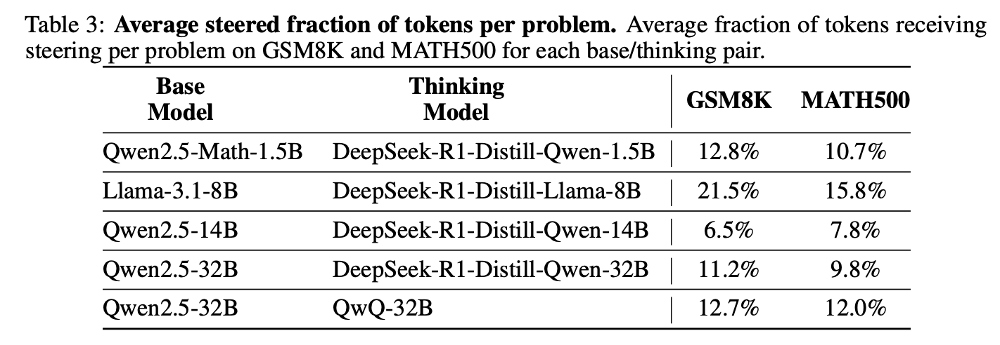 Table 3: Average steered fraction of tokens per problem. Average fraction of tokens receiving
steering per problem on GSM8K and MATH500 for each base/thinking pair.
Base Model Thinking Model GSM8K MATH500
Qwen2.5-Math-1.5B DeepSeek-R1-Distill-Qwen-1.5B 12.8% 10.7%
Llama-3.1-8B DeepSeek-R1-Distill-Llama-8B 21.5% 15.8%
Qwen2.5-14B DeepSeek-R1-Distill-Qwen-14B 6.5% 7.8%
Qwen2.5-32B DeepSeek-R1-Distill-Qwen-32B 11.2% 9.8%
Qwen2.5-32B QwQ-32B 12.7% 12.0%